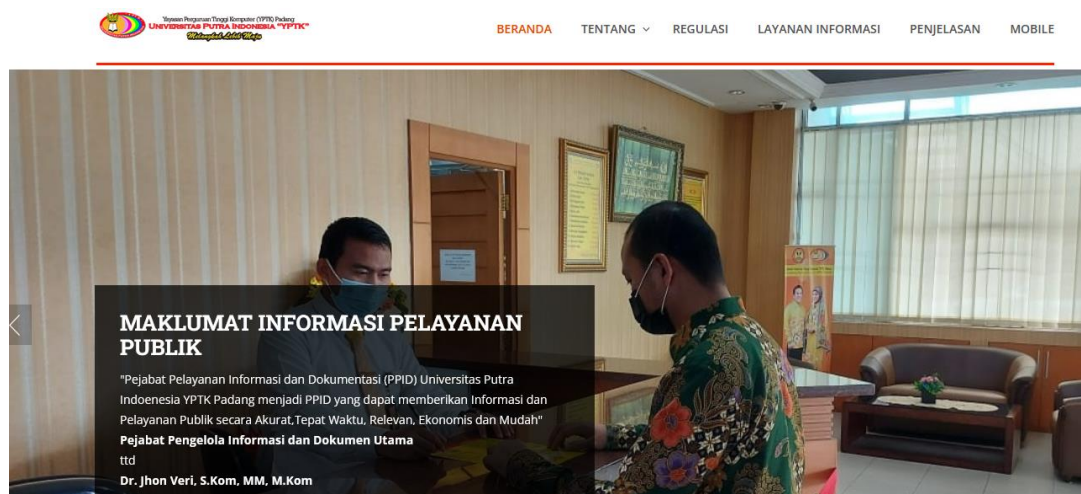 Yayasan Perguruan Tinggi Komputer (YPTK) Padang
UNIVERSITAS PUTRA INDONESIA "YPTK"
Melangkah Lebih Maju
BERANDA TENTANG REGULASI LAYANAN INFORMASI PENJELASAN MOBILE
MAKLUMAT INFORMASI PELAYANAN
PUBLIK
"Pejabat Pelayanan Informasi dan Dokumentasi (PPID) Universitas Putra
Indoenesia YPTK Padang menjadi PPID yang dapat memberikan Informasi dan
Pelayanan Publik secara Akurat,Tepat Waktu, Relevan, Ekonomis dan Mudah"
Pejabat Pengelola Informasi dan Dokumen Utama
ttd
Dr. Jhon Veri, S.Kom, MM, M.Kom